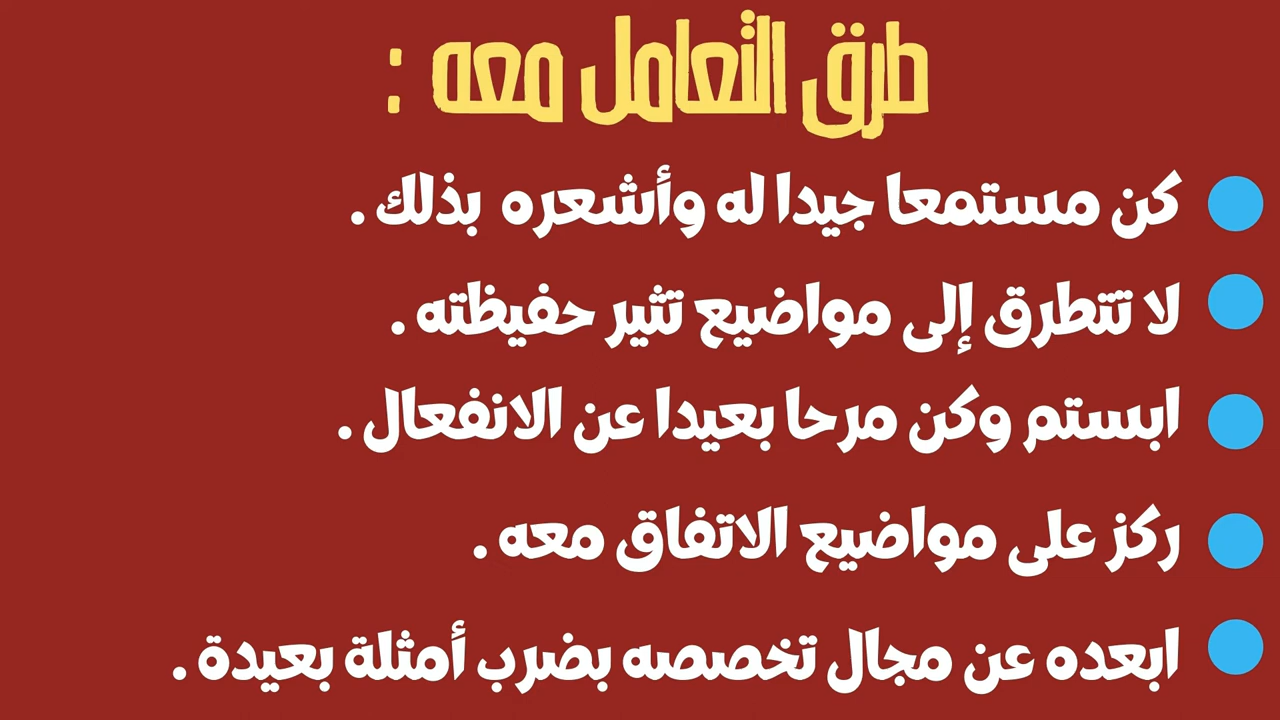 طرق التعامل معه :
كن مستمعا جيدا له وأشعره بذلك .
لا تتطرق إلى مواضيع تثير حفيظته .
ابستم وكن مرحا بعيدا عن الانفعال .
ركز على مواضيع الاتفاق معه .
ابعده عن مجال تخصصه بضرب أمثلة بعيدة .